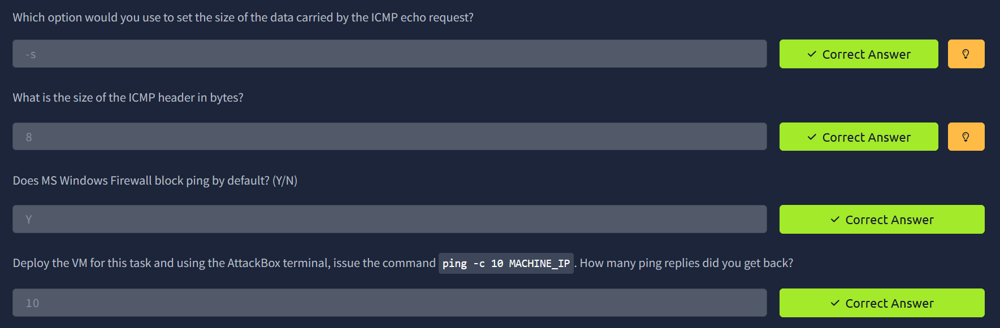 Which option would you use to set the size of the data carried by the ICMP echo request?
-s
✓ Correct Answer
What is the size of the ICMP header in bytes?
8
✓ Correct Answer
Does MS Windows Firewall block ping by default? (Y/N)
Y
✓ Correct Answer
Deploy the VM for this task and using the AttackBox terminal, issue the command ping -c 10 MACHINE_IP. How many ping replies did you get back?
10
✓ Correct Answer